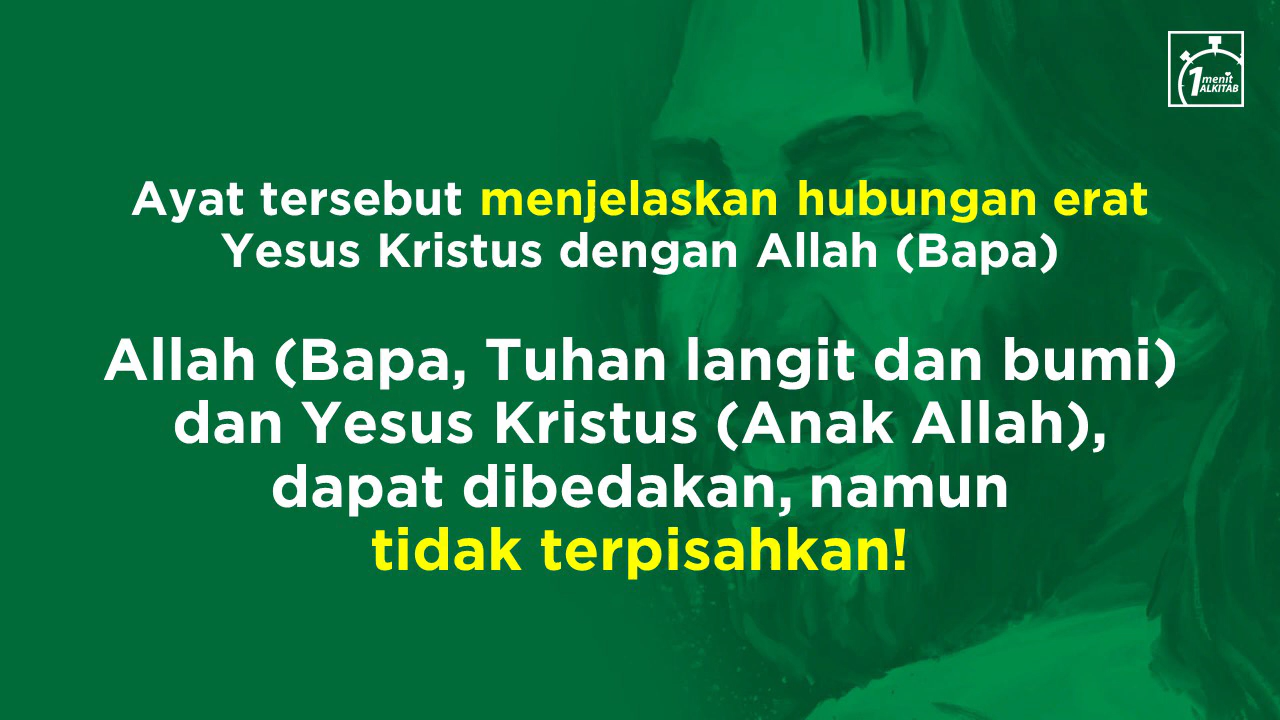 1 menit
ALKITAB
Ayat tersebut menjelaskan hubungan erat
Yesus Kristus dengan Allah (Bapa)
Allah (Bapa, Tuhan langit dan bumi)
dan Yesus Kristus (Anak Allah),
dapat dibedakan, namun
tidak terpisahkan!